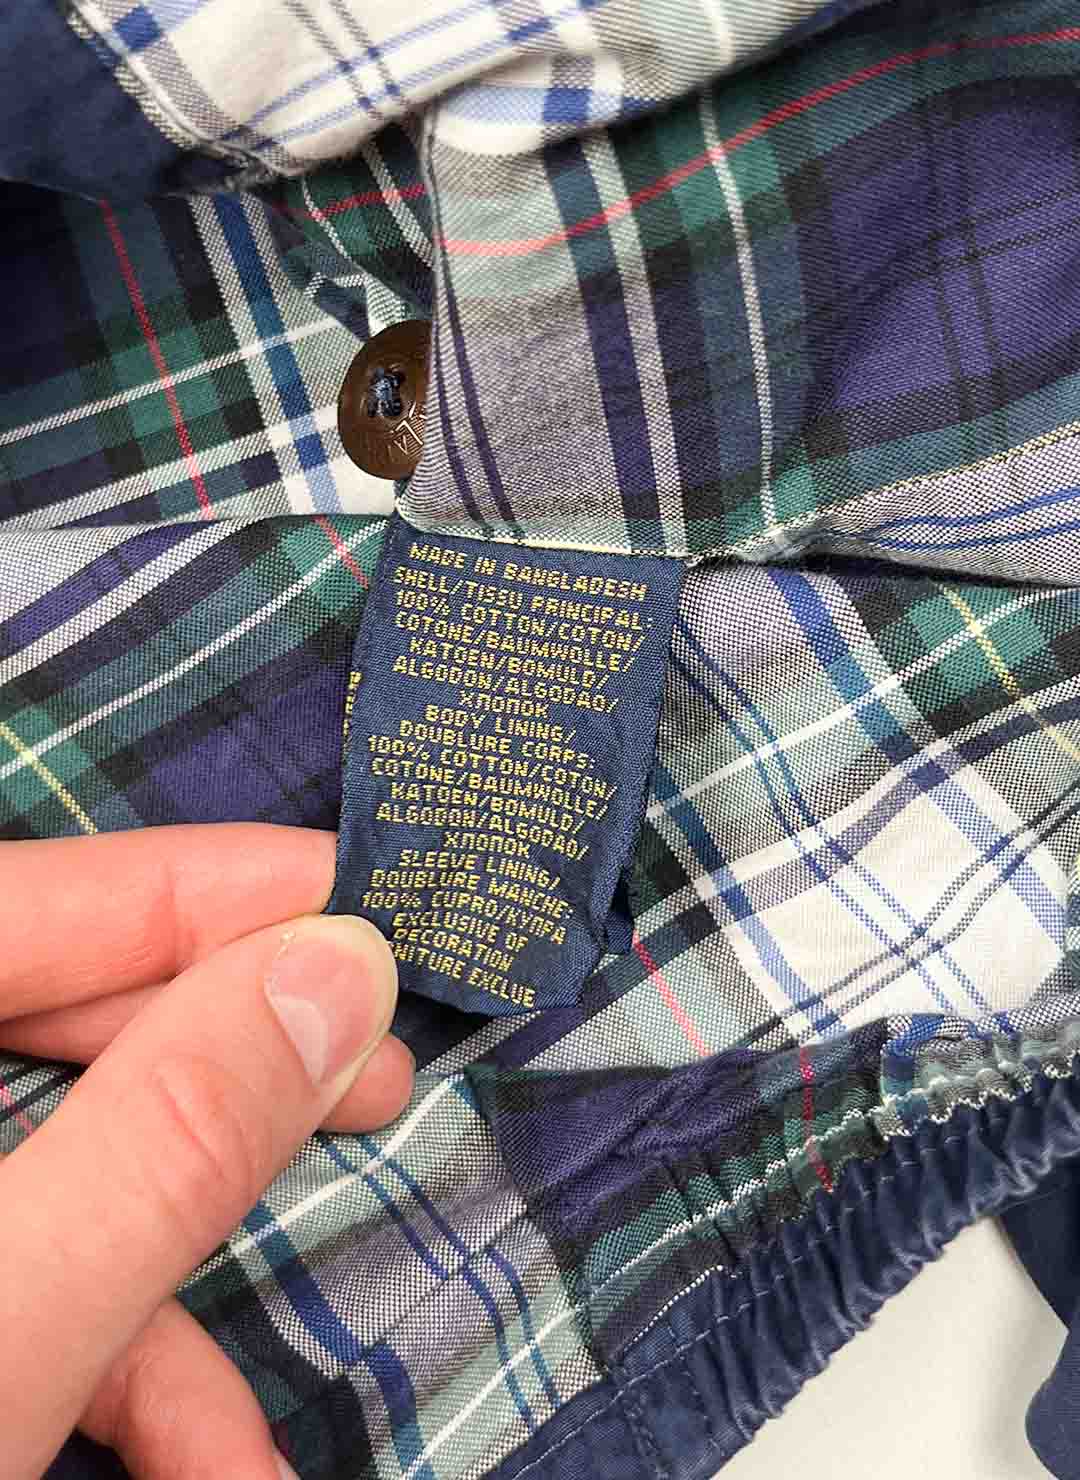 MADE IN BANGLADESH
SHELL/TISSU PRINCIPAL:
100% COTTON/COTON/
COTONE/BAUMWOLLE/
KATOEN/BOMULD/
ALGODON/ALGODAO/
ХЛОПОК
BODY LINING/
DOUBLURE CORPS:
100% COTTON/COTON/
COTONE/BAUMWOLLE/
KATOEN/BOMULD/
ALGODON/ALGODAO/
ХЛОПОК
SLEEVE LINING/
DOUBLURE MANCHE:
100% CUPRO/КУПРА
EXCLUSIVE OF
DECORATION
NITURE EXCLUE